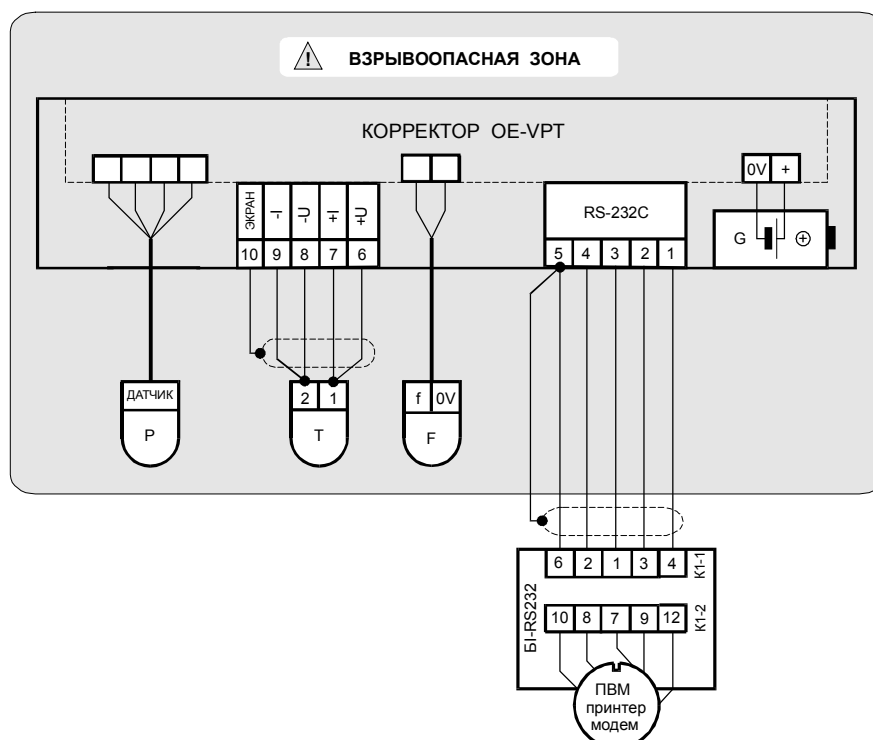 ВЗРЫВООПАСНАЯ ЗОНА
КОРРЕКТОР OE-VPT
0V +
ЭКРАН -I -U +I +U
10 9 8 7 6
RS-232C
5 4 3 2 1
G
ДАТЧИК
P
2 1
T
f 0V
F
6 2 1 3 4
K1-1
БІ-RS232
10 8 7 9 12
K1-2
ПВМ
принтер
модем